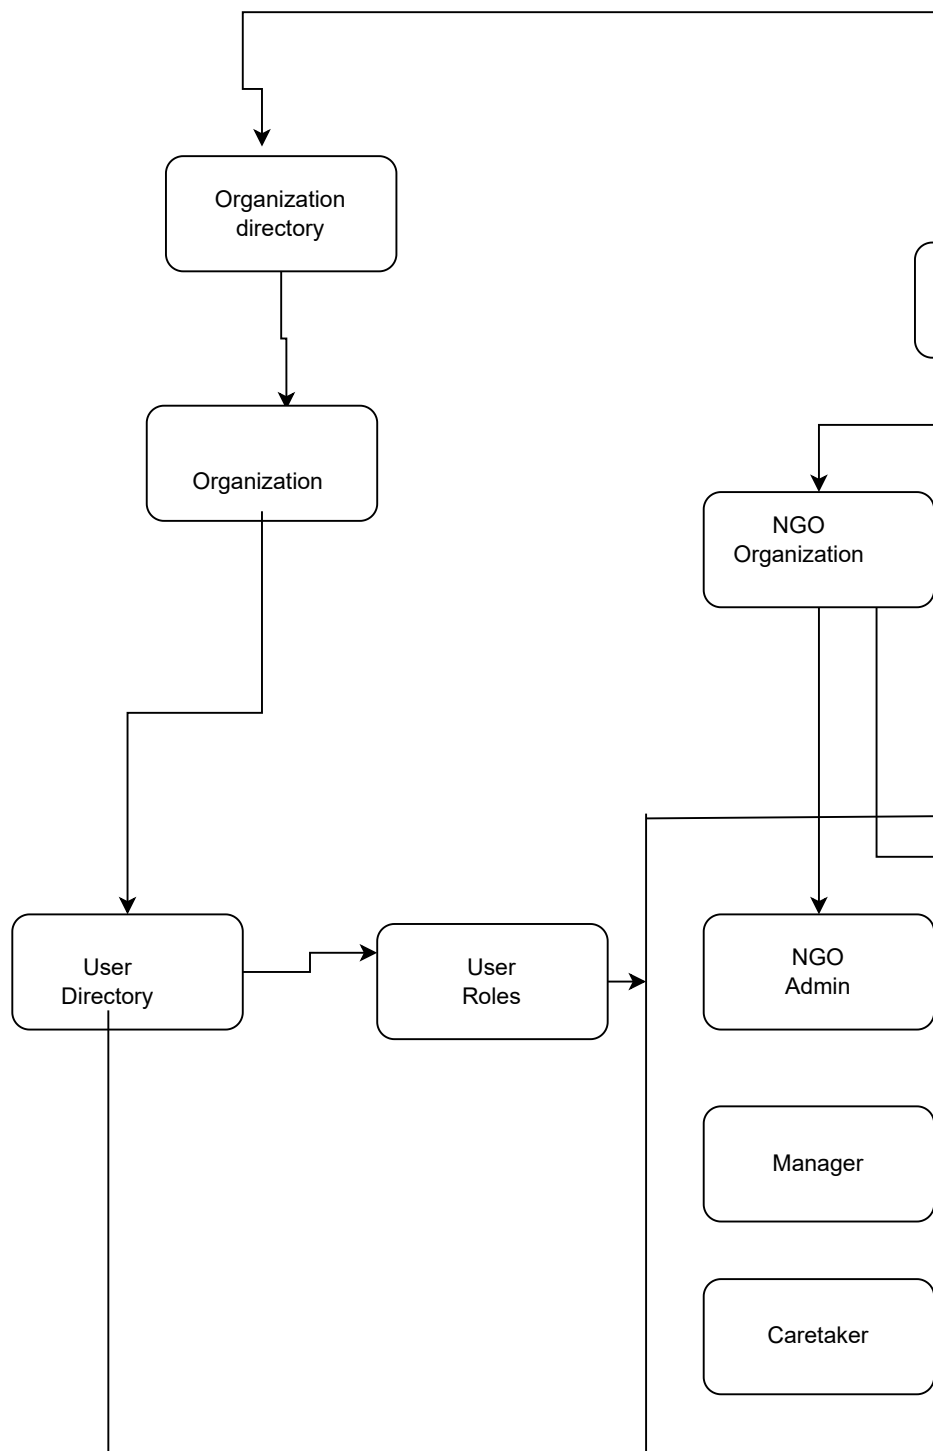 Organization
directory
Organization
NGO
Organization
User
Directory
User
Roles
NGO
Admin
Manager
Caretaker